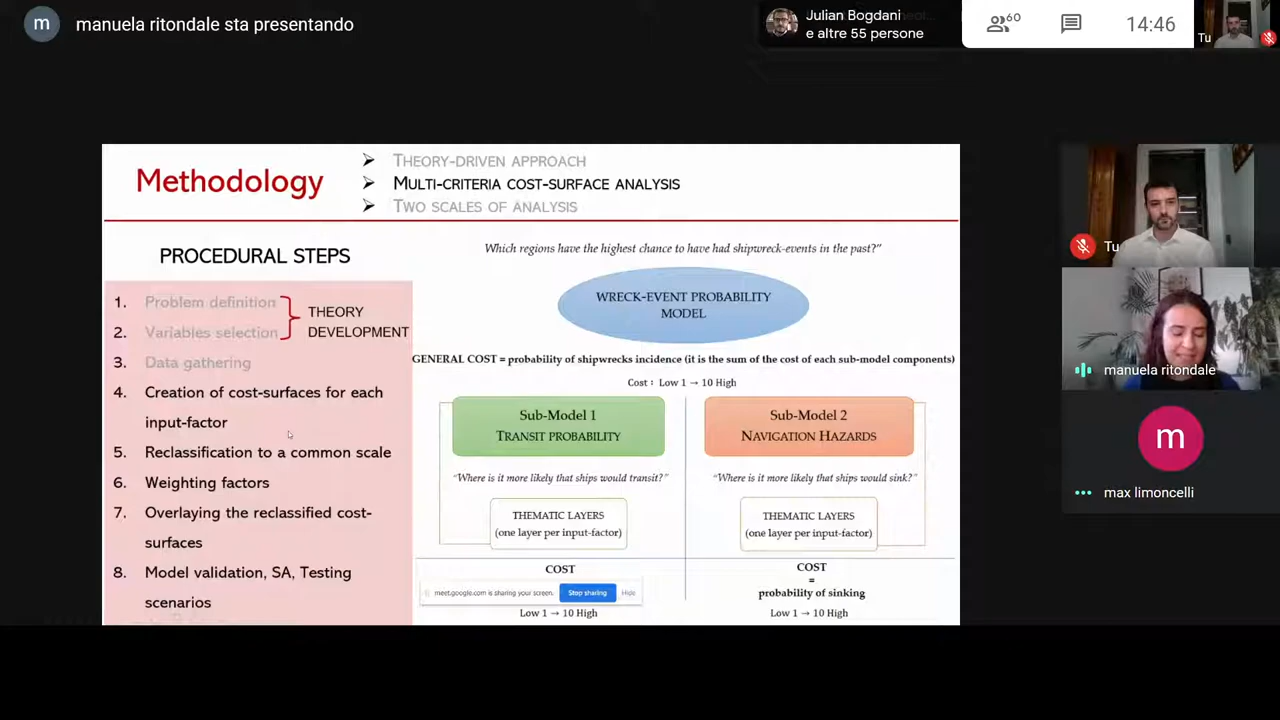 m
manuela ritondale sta presentando
Julian Bogdani
e altre 55 persone
60
14:46
Tu
Methodology
THEORY-DRIVEN APPROACH
MULTI-CRITERIA COST-SURFACE ANALYSIS
TWO SCALES OF ANALYSIS
PROCEDURAL STEPS
1. Problem definition
2. Variables selection
THEORY
DEVELOPMENT
3. Data gathering
4. Creation of cost-surfaces for each
input-factor
5. Reclassification to a common scale
6. Weighting factors
7. Overlaying the reclassified cost-
surfaces
8. Model validation, SA, Testing
scenarios
Which regions have the highest chance to have had shipwreck-events in the past?"
WRECK-EVENT PROBABILITY
MODEL
GENERAL COST = probability of shipwrecks incidence (it is the sum of the cost of each sub-model components)
Cost : Low 1 → 10 High
Sub-Model 1
TRANSIT PROBABILITY
"Where is it more likely that ships would transit?"
THEMATIC LAYERS
(one layer per input-factor)
COST
meet.google.com is sharing your screen.
Stop sharing
Hide
Low 1 → 10 High
Sub-Model 2
NAVIGATION HAZARDS
"Where is it more likely that ships would sink?"
THEMATIC LAYERS
(one layer per input-factor)
COST
=
probability of sinking
Low 1 → 10 High
Tu
manuela ritondale
m
max limoncelli